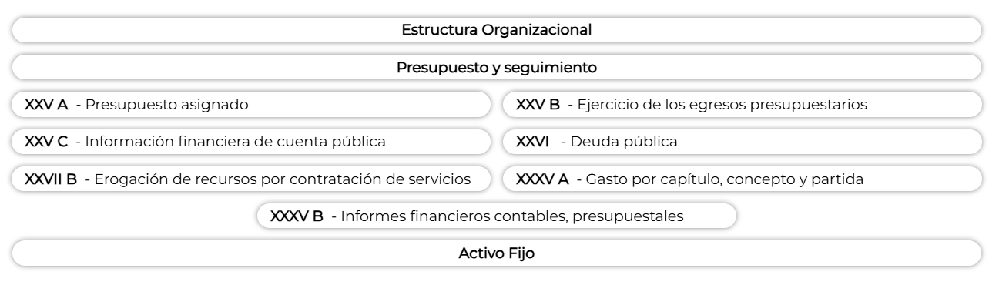 Estructura Organizacional
Presupuesto y seguimiento
XXV A - Presupuesto asignado
XXV B - Ejercicio de los egresos presupuestarios
XXV C - Información financiera de cuenta pública
XXVI - Deuda pública
XXVII B - Erogación de recursos por contratación de servicios
XXXV A - Gasto por capítulo, concepto y partida
XXXV B - Informes financieros contables, presupuestales
Activo Fijo